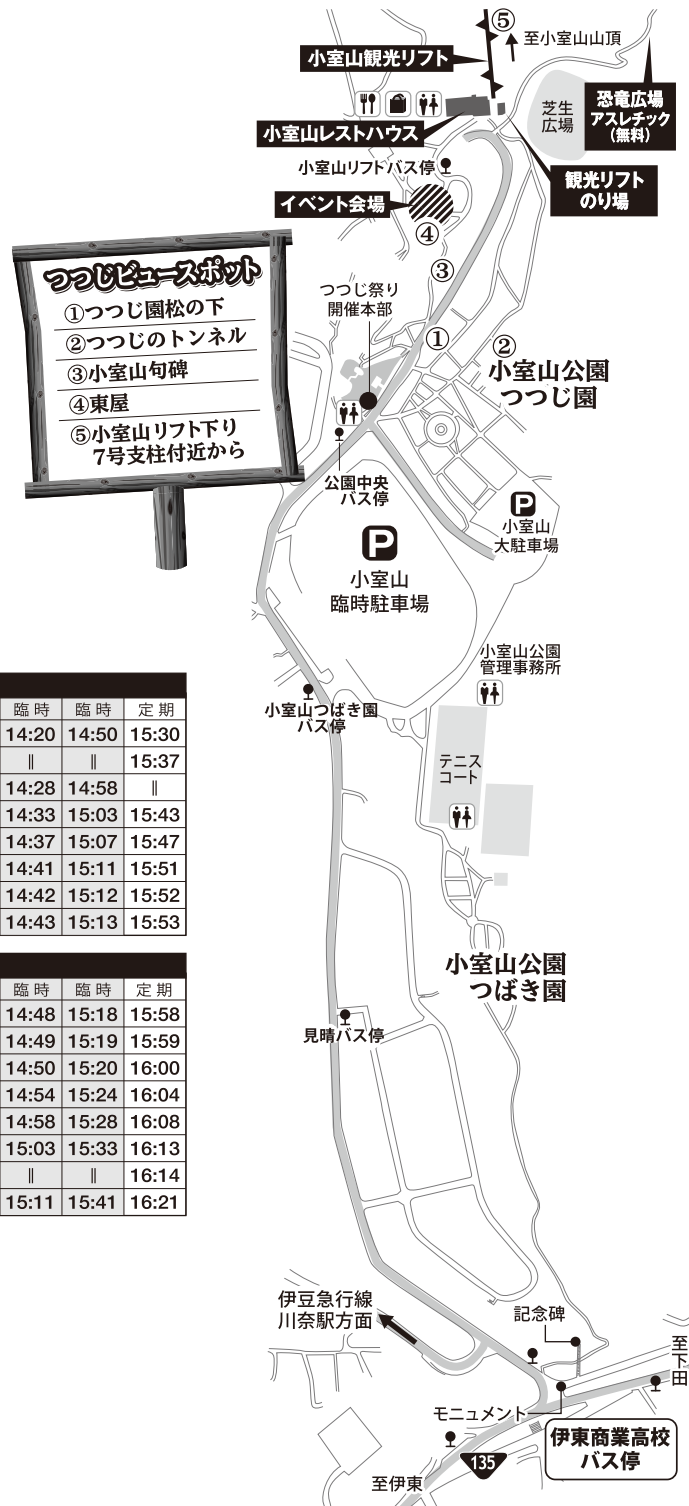 ⑤
至小室山山頂
小室山観光リフト
芝生
広場
恐竜広場
アスレチック
(無料)
小室山レストハウス
小室山リフトバス停
観光リフト
のり場
イベント会場
④
③
つつじビュースポット
①つつじ園松の下
②つつじのトンネル
③小室山句碑
④東屋
⑤小室山リフト下り
7号支柱付近から
つつじ祭り
開催本部
①
②
小室山公園
つつじ園
公園中央
バス停
P
小室山
大駐車場
P
小室山
臨時駐車場
小室山公園
管理事務所
小室山つばき園
バス停
テニス
コート
臨時 臨時 定期
14:20 14:50 15:30
∥ ∥ 15:37
14:28 14:58 ∥
14:33 15:03 15:43
14:37 15:07 15:47
14:41 15:11 15:51
14:42 15:12 15:52
14:43 15:13 15:53
臨時 臨時 定期
14:48 15:18 15:58
14:49 15:19 15:59
14:50 15:20 16:00
14:54 15:24 16:04
14:58 15:28 16:08
15:03 15:33 16:13
∥ ∥ 16:14
15:11 15:41 16:21
小室山公園
つばき園
見晴バス停
伊豆急行線
川奈駅方面
記念碑
至下田
モニュメント
伊東商業高校
バス停
135
至伊東